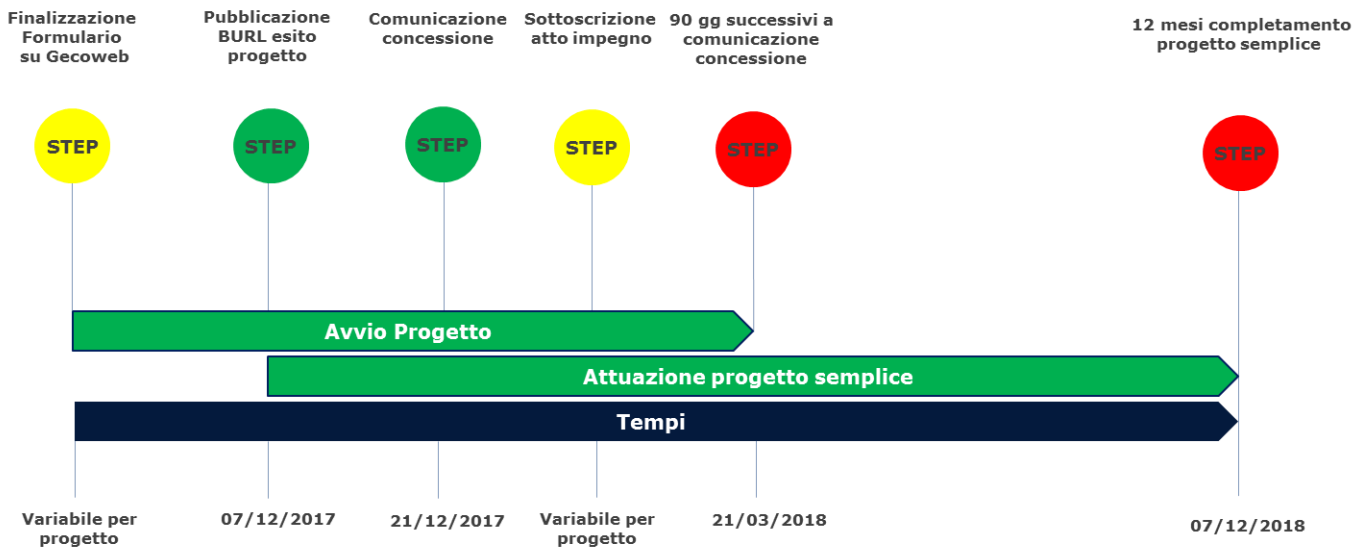 Finalizzazione
Formulario
su Gecoweb
Pubblicazione
BURL esito
progetto
Comunicazione
concessione
Sottoscrizione
atto impegno
90 gg successivi a
comunicazione
concessione
12 mesi completamento
progetto semplice
STEP
STEP
STEP
STEP
STEP
STEP
Avvio Progetto
Attuazione progetto semplice
Tempi
Variabile per
progetto
07/12/2017
21/12/2017
Variabile per
progetto
21/03/2018
07/12/2018